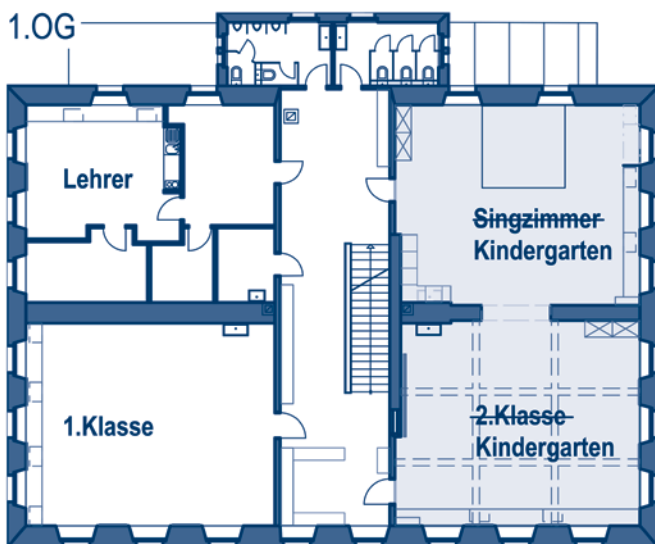 1.OG
Lehrer
Singzimmer
Kindergarten
1.Klasse
2.Klasse
Kindergarten